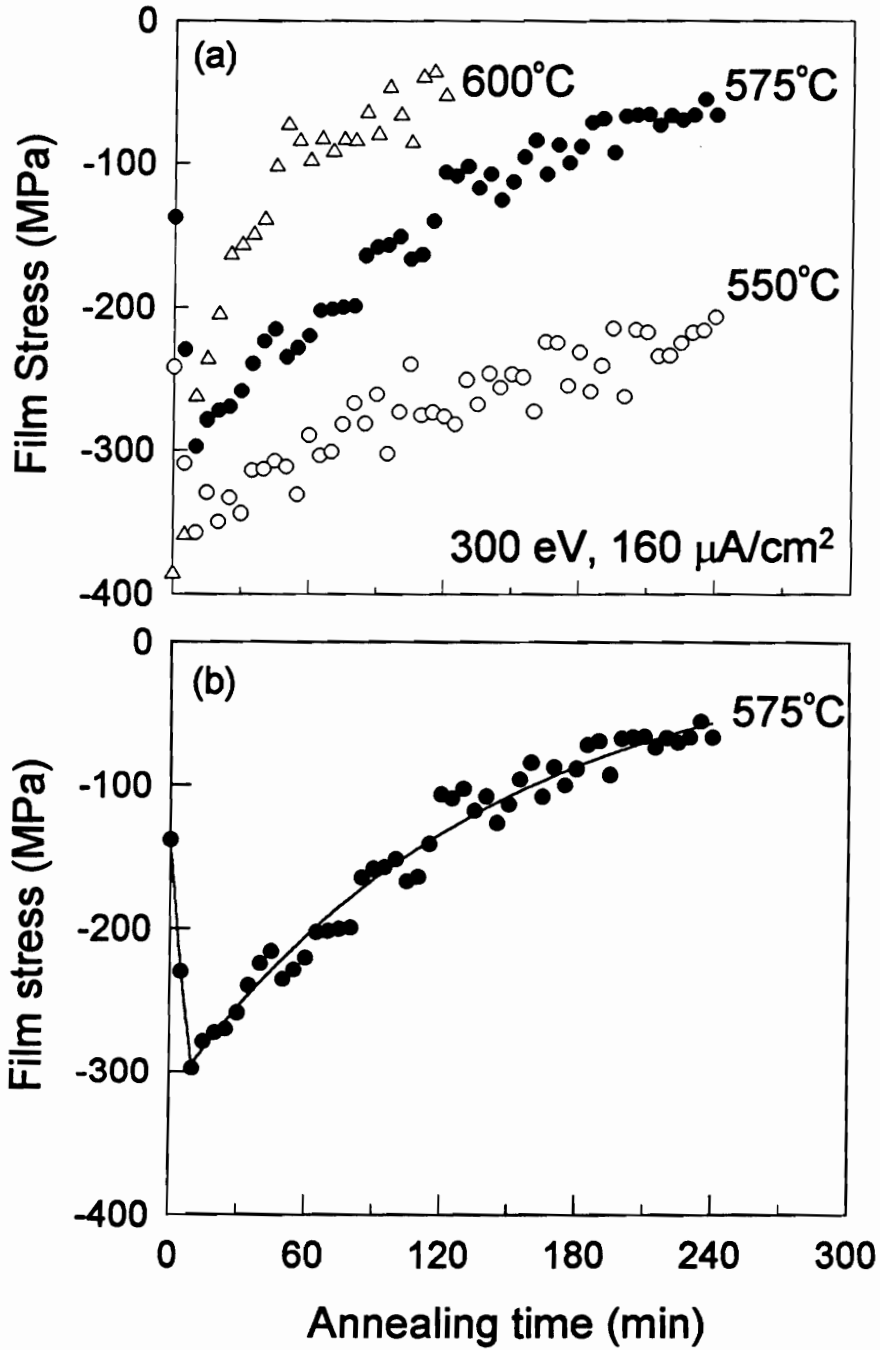 0
(a)
600°C
575°C
-100
-200
550°C
-300
300 eV, 160 μA/cm²
-400
Film Stress (MPa)
0
(b)
575°C
-100
-200
-300
-400
Film stress (MPa)
0 60 120 180 240 300
Annealing time (min)